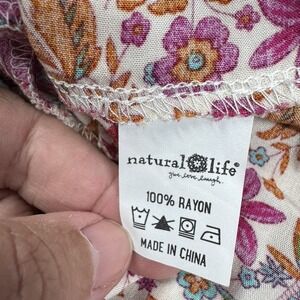 natural life®
give. love. laugh.
100% RAYON
MADE IN CHINA